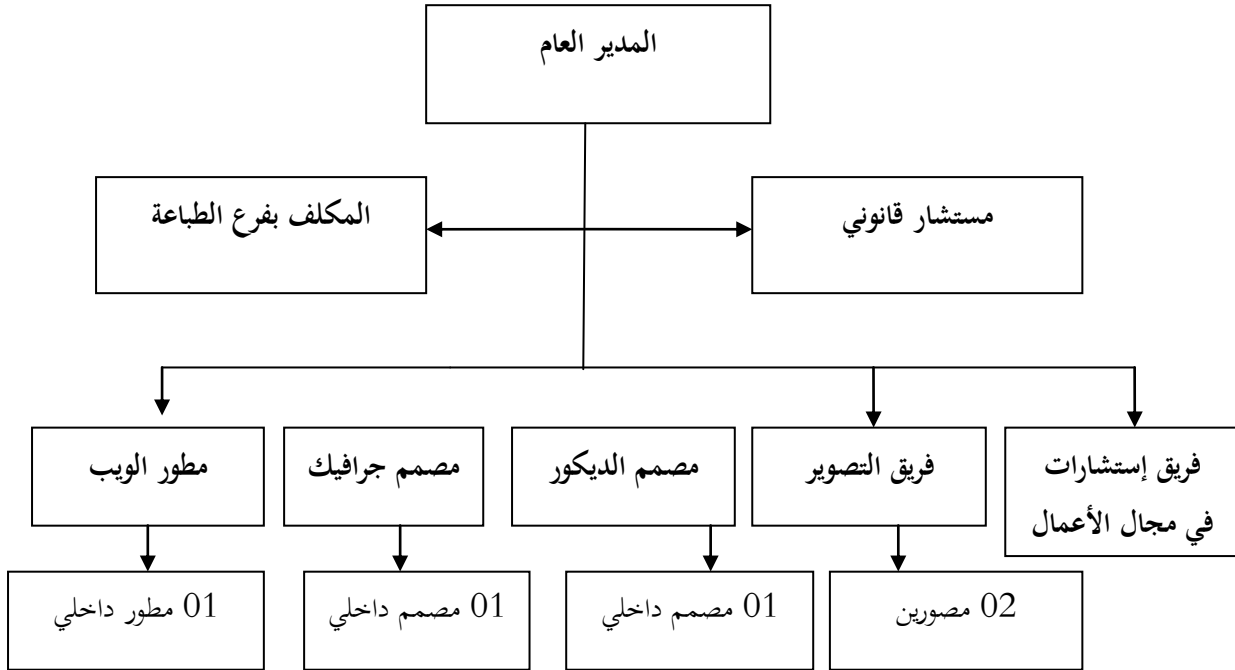 المدير العام
مستشار قانوني
المكلف بفرع الطباعة
فريق إستشارات
في مجال الأعمال
فريق التصوير
مصمم الديكور
مصمم جرافيك
مطور الويب
02 مصورين
01 مصمم داخلي
01 مصمم داخلي
01 مطور داخلي